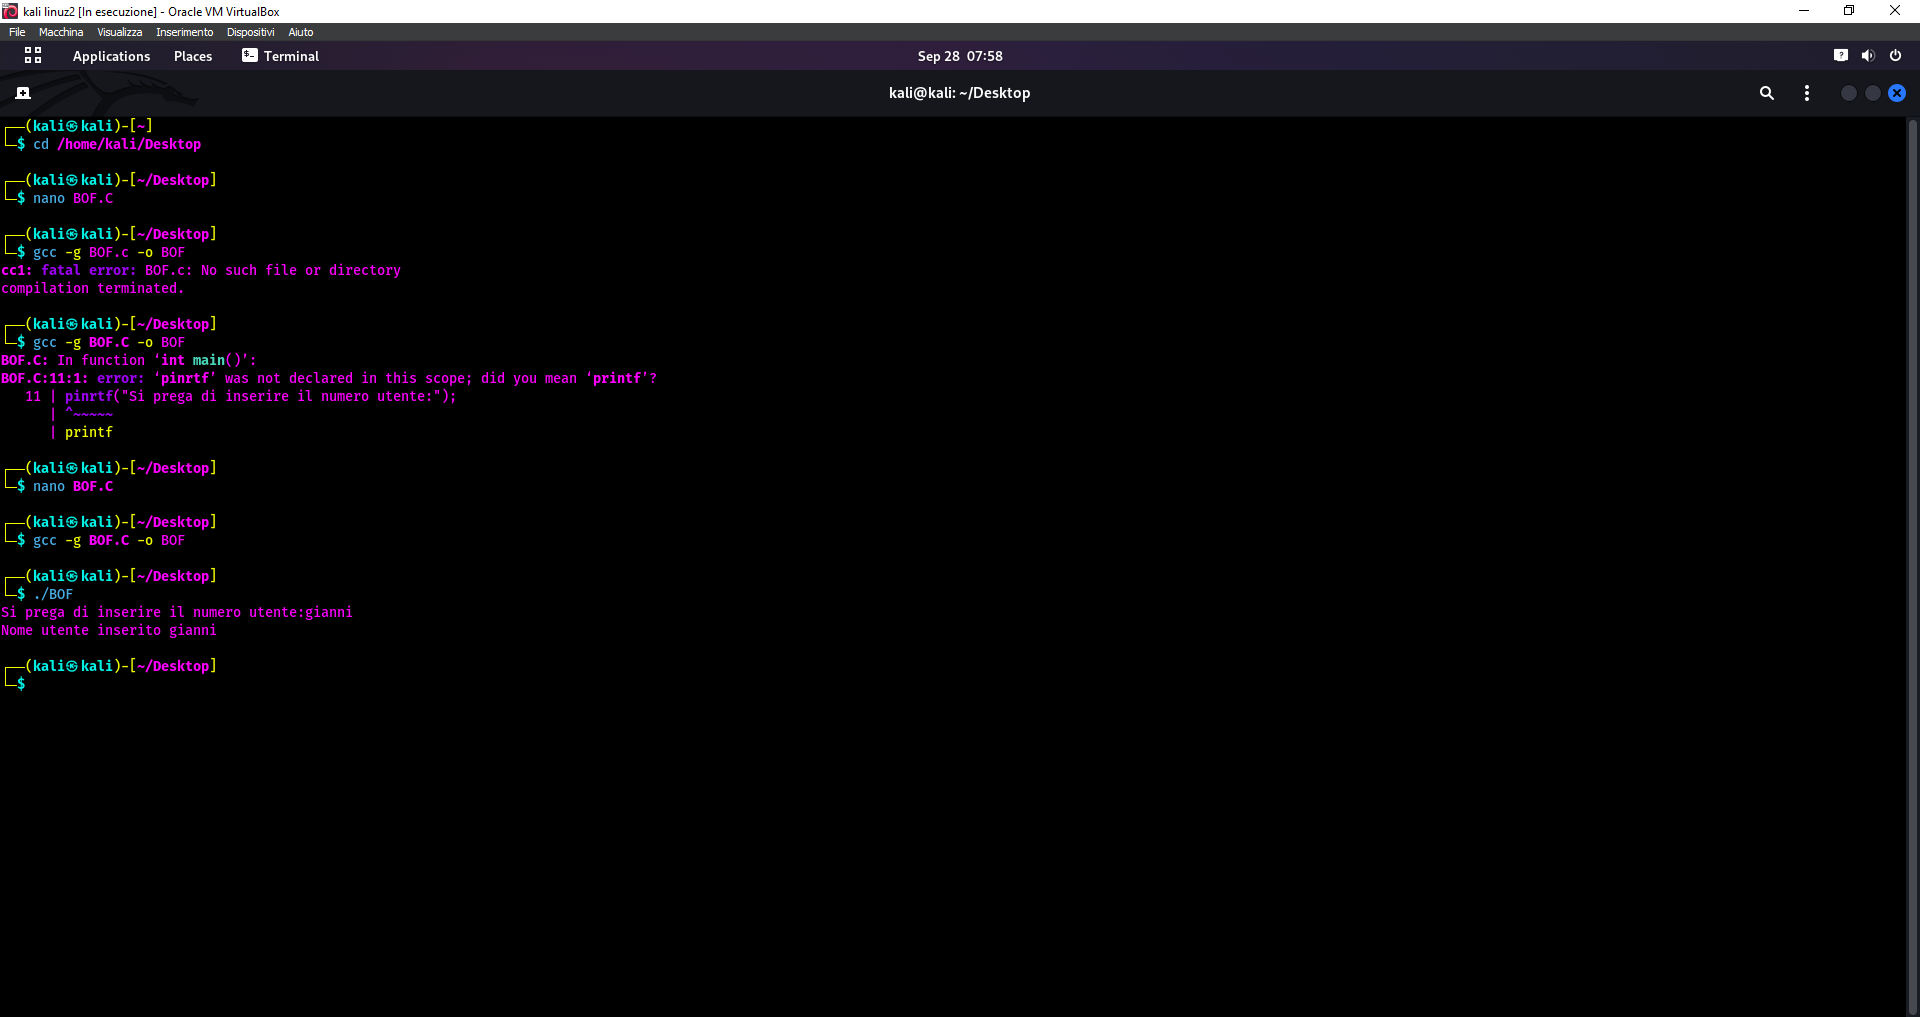 kali linuz2 [In esecuzione] - Oracle VM VirtualBox
File Macchina Visualizza Inserimento Dispositivi Aiuto
Applications Places Terminal Sep 28 07:58
kali@kali: ~/Desktop
┌──(kali㉿kali)-[~]
└─$ cd /home/kali/Desktop
┌──(kali㉿kali)-[~/Desktop]
└─$ nano BOF.C
┌──(kali㉿kali)-[~/Desktop]
└─$ gcc -g BOF.c -o BOF
cc1: fatal error: BOF.c: No such file or directory
compilation terminated.
┌──(kali㉿kali)-[~/Desktop]
└─$ gcc -g BOF.C -o BOF
BOF.C: In function ‘int main()’:
BOF.C:11:1: error: ‘pinrtf’ was not declared in this scope; did you mean ‘printf’?
11 | pinrtf("Si prega di inserire il numero utente:");
| ^~~~~~
| printf
┌──(kali㉿kali)-[~/Desktop]
└─$ nano BOF.C
┌──(kali㉿kali)-[~/Desktop]
└─$ gcc -g BOF.C -o BOF
┌──(kali㉿kali)-[~/Desktop]
└─$ ./BOF
Si prega di inserire il numero utente:gianni
Nome utente inserito gianni
┌──(kali㉿kali)-[~/Desktop]
└─$